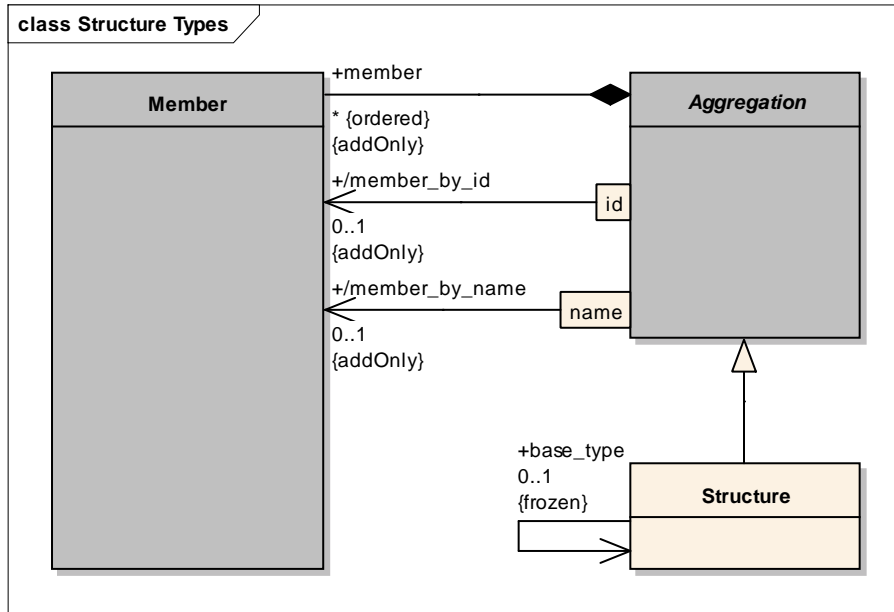 class Structure Types
Member
+member
* {ordered}
{addOnly}
Aggregation
+/member_by_id
id
0..1
{addOnly}
+/member_by_name
name
0..1
{addOnly}
+base_type
0..1
{frozen}
Structure